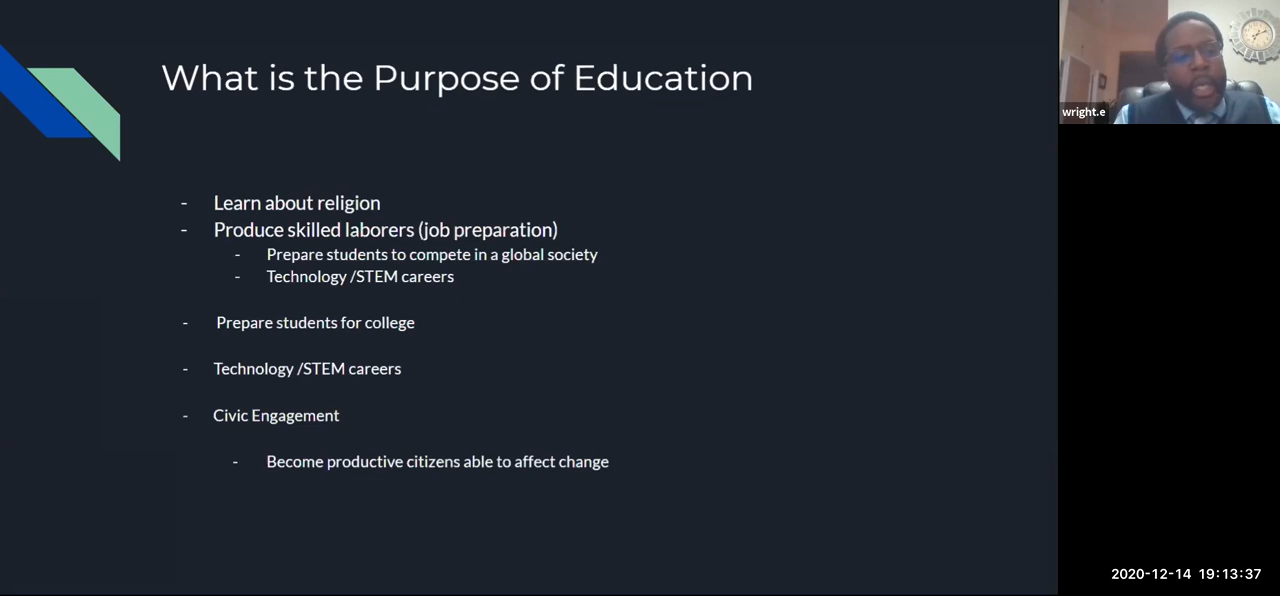 What is the Purpose of Education
- Learn about religion
- Produce skilled laborers (job preparation)
- Prepare students to compete in a global society
- Technology /STEM careers
- Prepare students for college
- Technology /STEM careers
- Civic Engagement
- Become productive citizens able to affect change
wright.e
2020-12-14 19:13:37